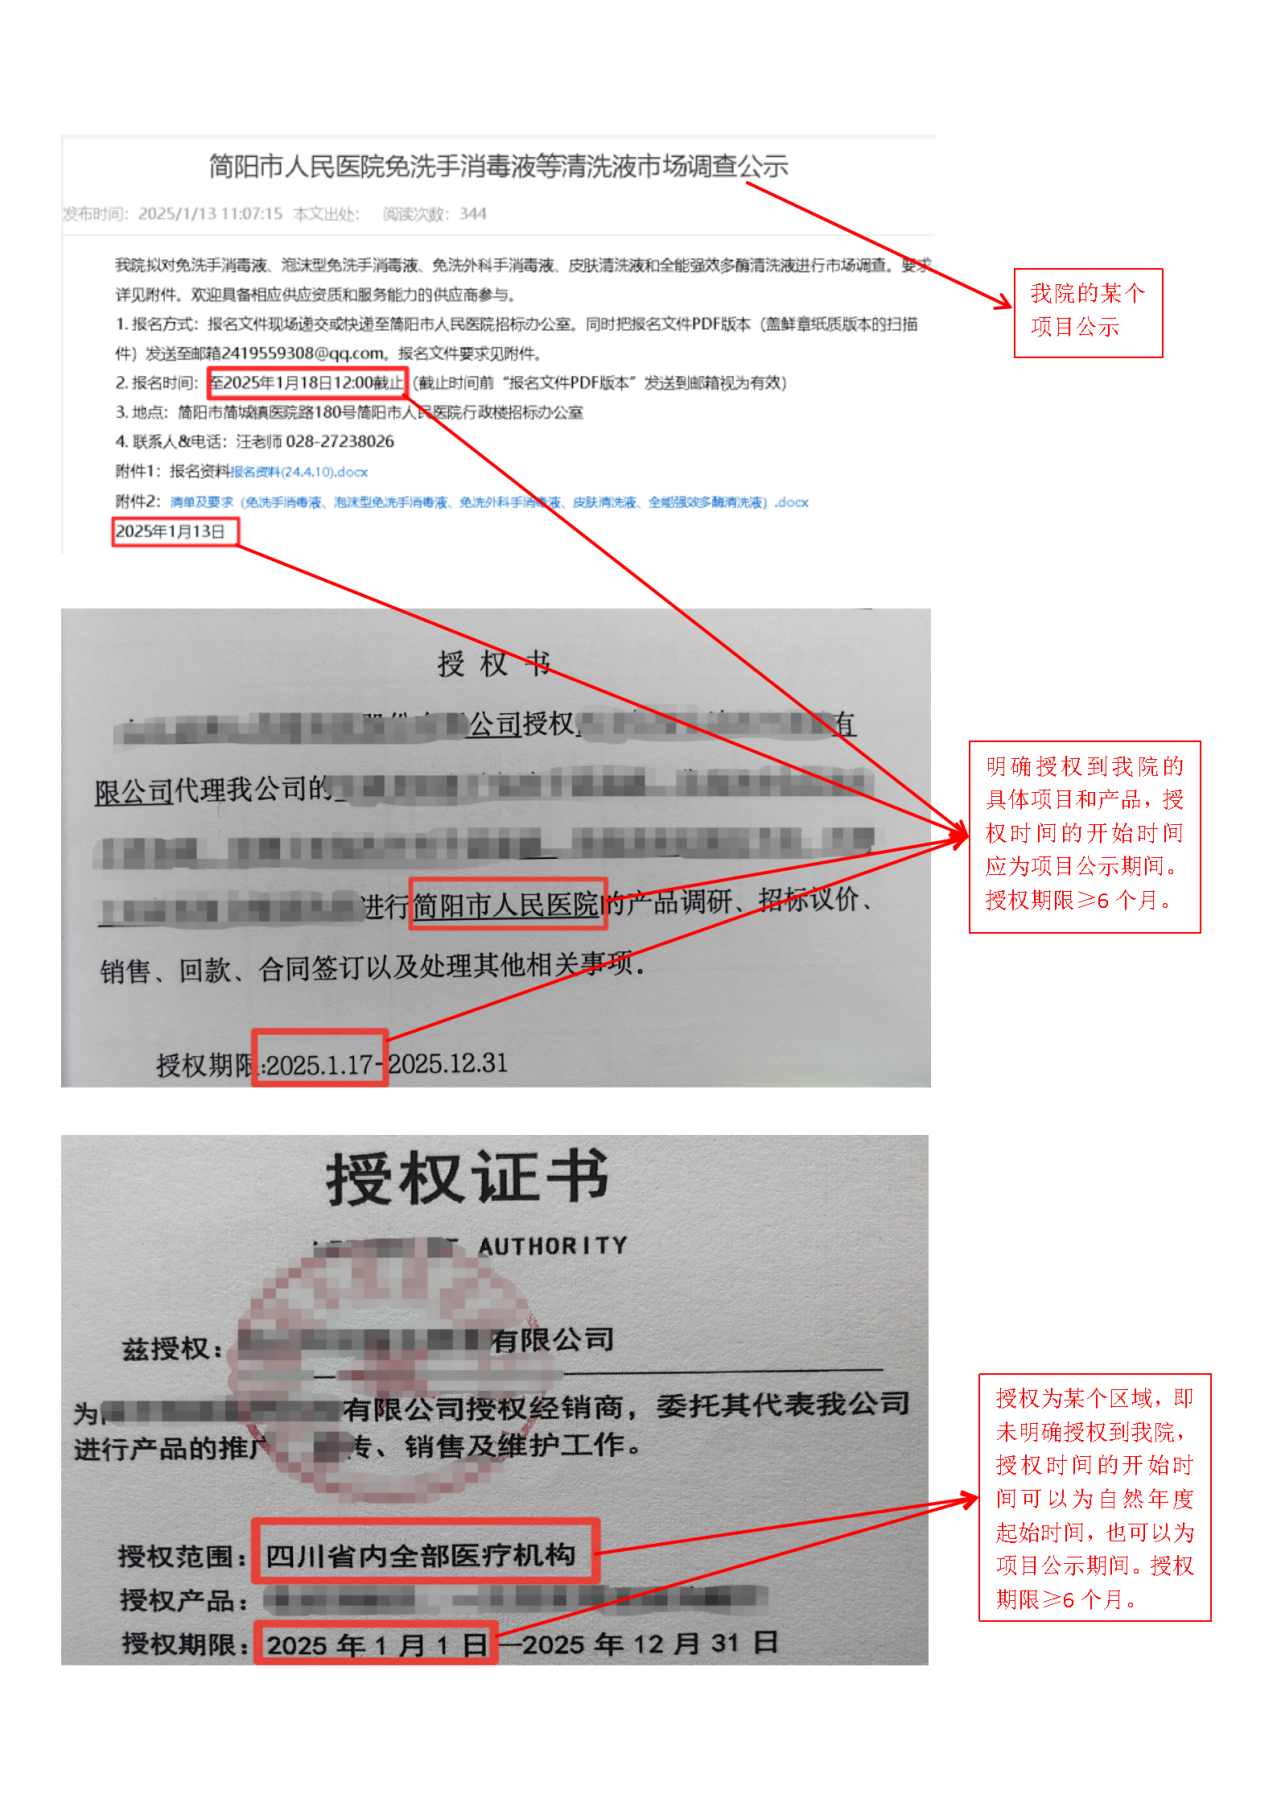 简阳市人民医院免洗手消毒液等清洗液市场调查公示
发布时间：2025/1/13 11:07:15 本文出处： 阅读次数：344
我院拟对免洗手消毒液、泡沫型免洗手消毒液、免洗外科手消毒液、皮肤清洗液和全能强效多酶清洗液进行市场调查。要求
详见附件。欢迎具备相应供应资质和服务能力的供应商参与。
1. 报名方式：报名文件现场递交或快递至简阳市人民医院招标办公室。同时把报名文件PDF版本（盖鲜章纸质版本的扫描
件）发送至邮箱2419559308@qq.com。报名文件要求见附件。
2. 报名时间：至2025年1月18日12:00截止（截止时间前“报名文件PDF版本”发送到邮箱视为有效）
3. 地点：简阳市简城镇医院路180号简阳市人民医院行政楼招标办公室
4. 联系人&电话：汪老师 028-27238026
附件1：报名资料报名资料(24.4.10).docx
附件2：清单及要求（免洗手消毒液、泡沫型免洗手消毒液、免洗外科手消毒液、皮肤清洗液、全能强效多酶清洗液）.docx
2025年1月13日
我院的某个
项目公示
授 权 书
公司授权 有
限公司代理我公司的
进行简阳市人民医院的产品调研、招标议价、
销售、回款、合同签订以及处理其他相关事项。
授权期限:2025.1.17-2025.12.31
明确授权到我院的
具体项目和产品，授
权时间的开始时间
应为项目公示期间。
授权期限≥6 个月。
授权证书
AUTHORITY
兹授权： 有限公司
为 有限公司授权经销商，委托其代表我公司
进行产品的推广 传、销售及维护工作。
授权范围：四川省内全部医疗机构
授权产品：
授权期限：2025 年 1 月 1 日—2025 年 12 月 31 日
授权为某个区域，即
未明确授权到我院，
授权时间的开始时
间可以为自然年度
起始时间，也可以为
项目公示期间。授权
期限≥6 个月。